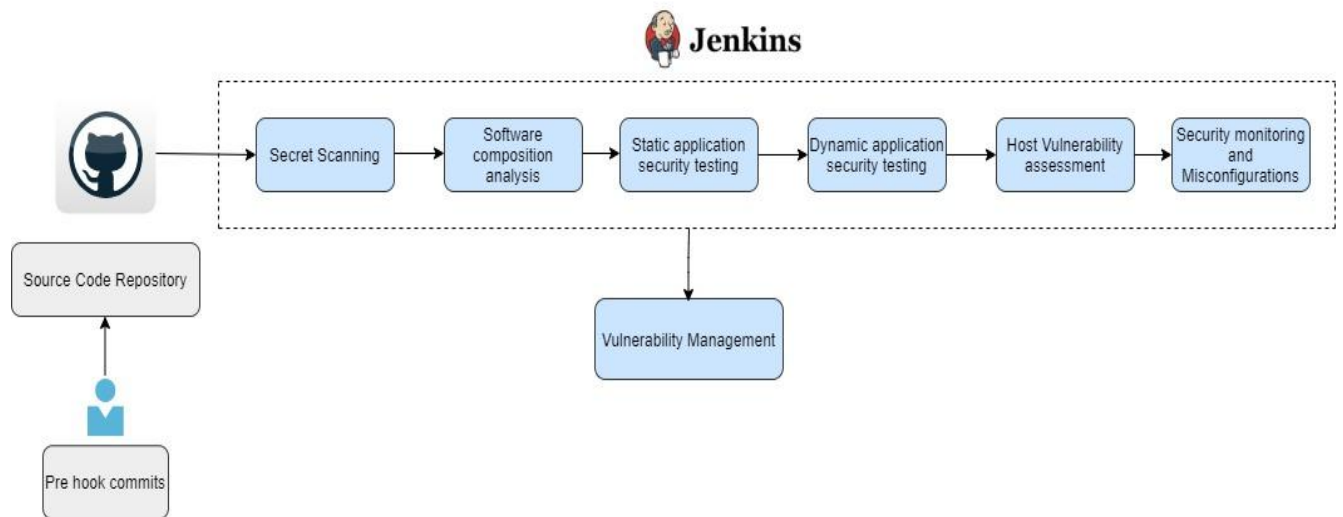 Jenkins
Secret Scanning
Software
composition
analysis
Static application
security testing
Dynamic application
security testing
Host Vulnerability
assessment
Security monitoring
and
Misconfigurations
Source Code Repository
Vulnerability Management
Pre hook commits